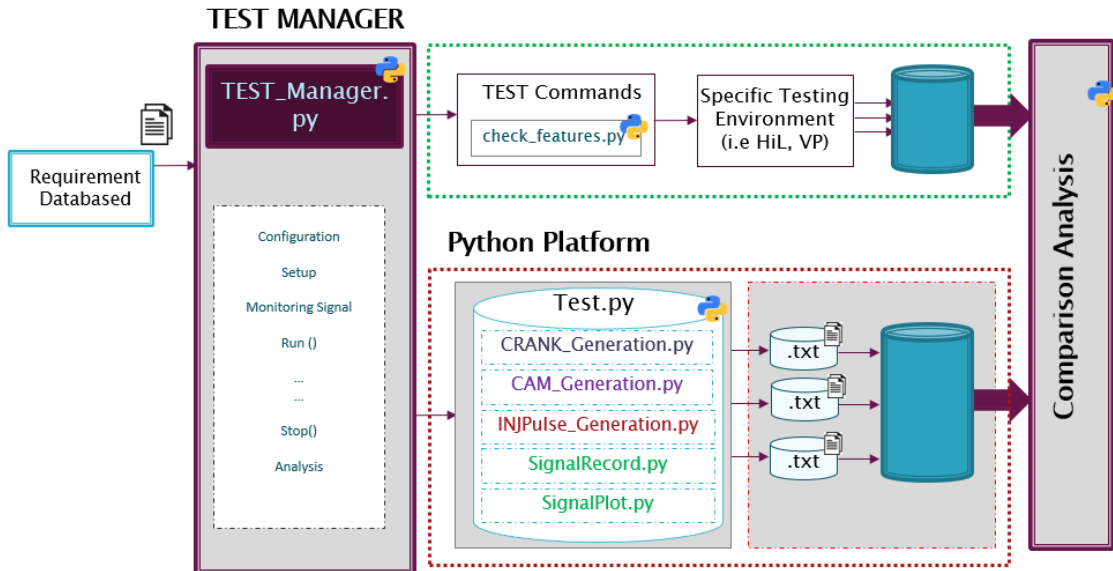 TEST MANAGER
TEST_Manager.
py
Requirement
Databased
Configuration
Setup
Monitoring Signal
Run ()
...
...
Stop()
Analysis
TEST Commands
check_features.py
Specific Testing
Environment
(i.e HiL, VP)
Python Platform
Test.py
CRANK_Generation.py
CAM_Generation.py
INJPulse_Generation.py
SignalRecord.py
SignalPlot.py
.txt
.txt
.txt
Comparison Analysis